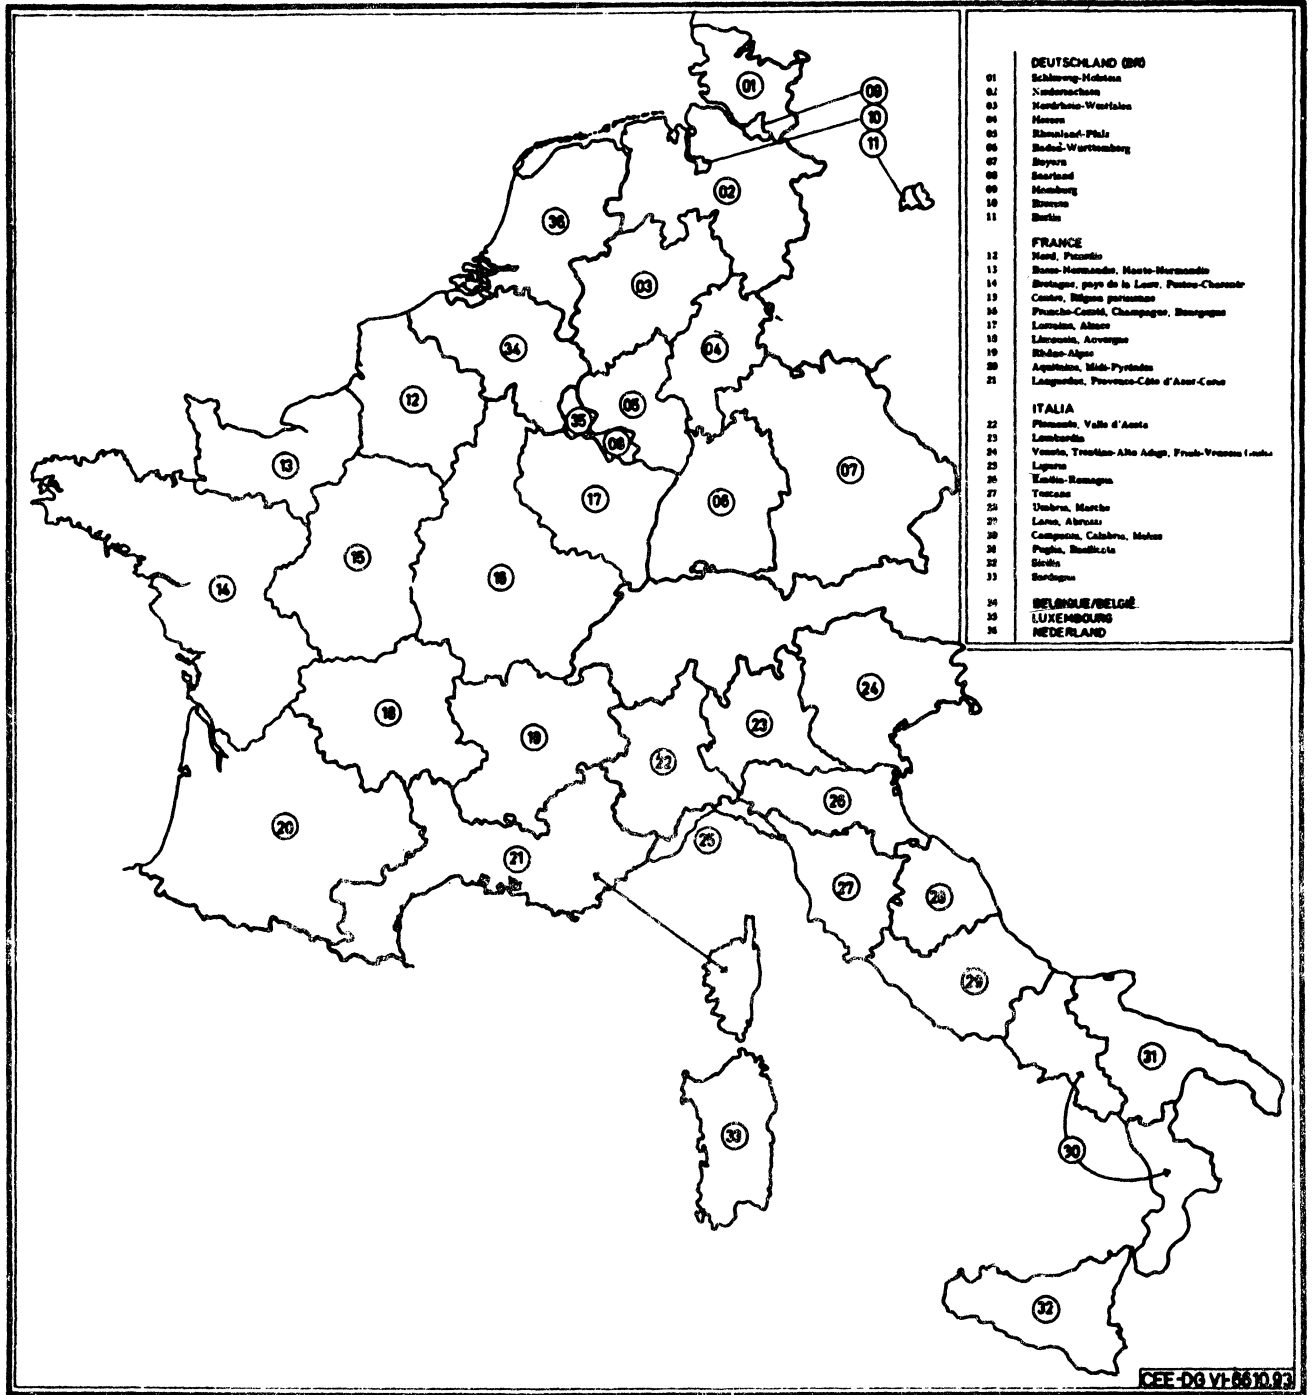 DEUTSCHLAND (BR)
01 Schleswig-Holstein
02 Niedersachsen
03 Nordrhein-Westfalen
04 Hessen
05 Rheinland-Pfalz
06 Baden-Württemberg
07 Bayern
08 Saarland
09 Hamburg
10 Bremen
11 Berlin
FRANCE
12 Nord, Picardie
13 Basse-Normandie, Haute-Normandie
14 Bretagne, pays de la Loire, Poitou-Charente
15 Centre, Région parisienne
16 Franche-Comté, Champagne, Bourgogne
17 Lorraine, Alsace
18 Limousin, Auvergne
19 Rhône-Alpes
20 Aquitaine, Midi-Pyrénées
21 Languedoc, Provence-Côte d'Azur-Corse
ITALIA
22 Piemonte, Valle d'Aosta
23 Lombardia
24 Veneto, Trentino-Alto Adige, Friuli-Venezia Giulia
25 Liguria
26 Emilia-Romagna
27 Toscana
28 Umbria, Marche
29 Lazio, Abruzzi
30 Campania, Calabria, Molise
31 Puglia, Basilicata
32 Sicilia
33 Sardegna
34 BELGIQUE/BELGIË
35 LUXEMBOURG
36 NEDERLAND
01
09
10
11
02
36
03
34
04
12
05
35
08
13
07
17
06
15
16
14
24
18
23
19
22
26
20
25
21
27
28
29
31
33
30
32
CEE-DG VI-6610.93